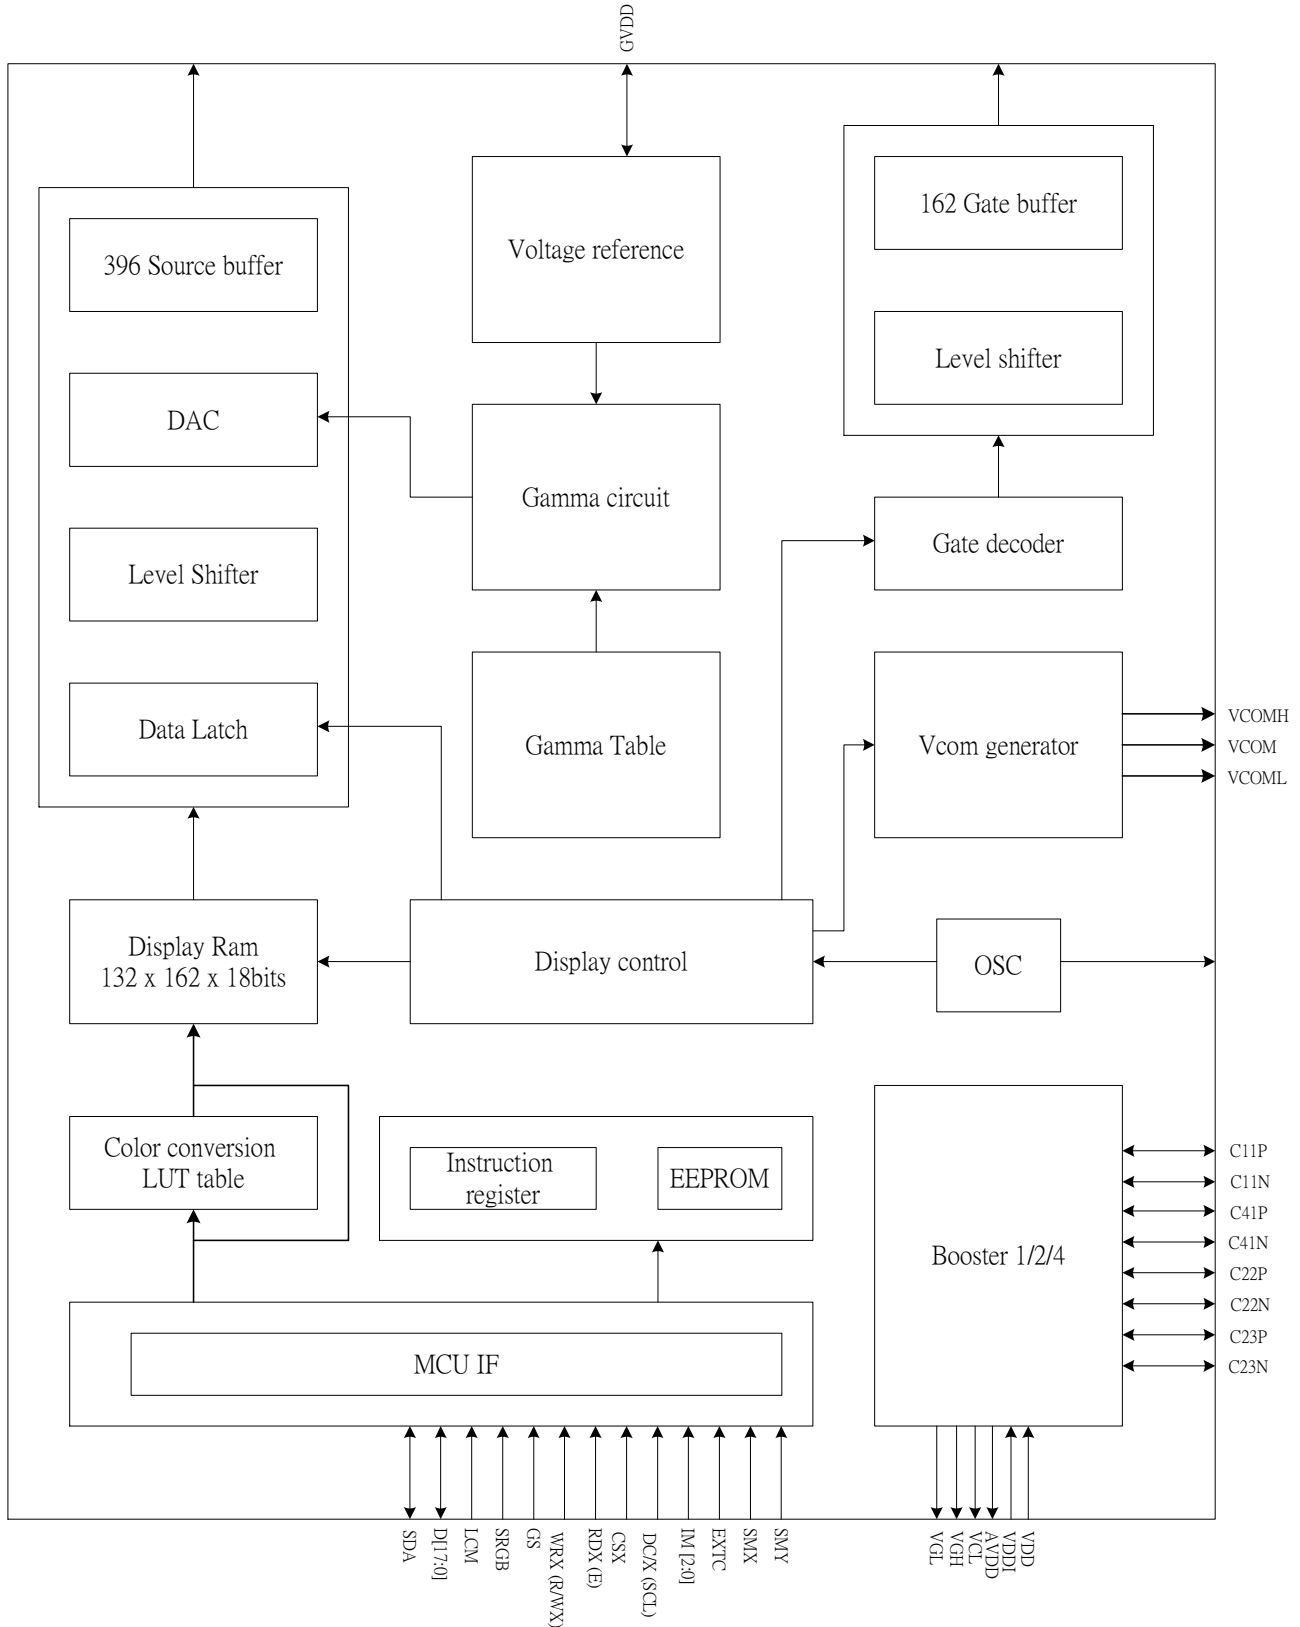 GVDD
162 Gate buffer
396 Source buffer
Voltage reference
Level shifter
DAC
Gamma circuit
Gate decoder
Level Shifter
Data Latch
Gamma Table
Vcom generator
VCOMH
VCOM
VCOML
Display Ram
132 x 162 x 18bits
Display control
OSC
Color conversion
LUT table
Instruction
register
EEPROM
Booster 1/2/4
C11P
C11N
C41P
C41N
C22P
C22N
C23P
C23N
MCU IF
SDA
D[17:0]
LCM
SRGB
GS
WRX (R/WX)
RDX (E)
CSX
DC/X (SCL)
IM [2:0]
EXTC
SMX
SMY
VGL
VGH
VCL
AVDD
VDDI
VDD